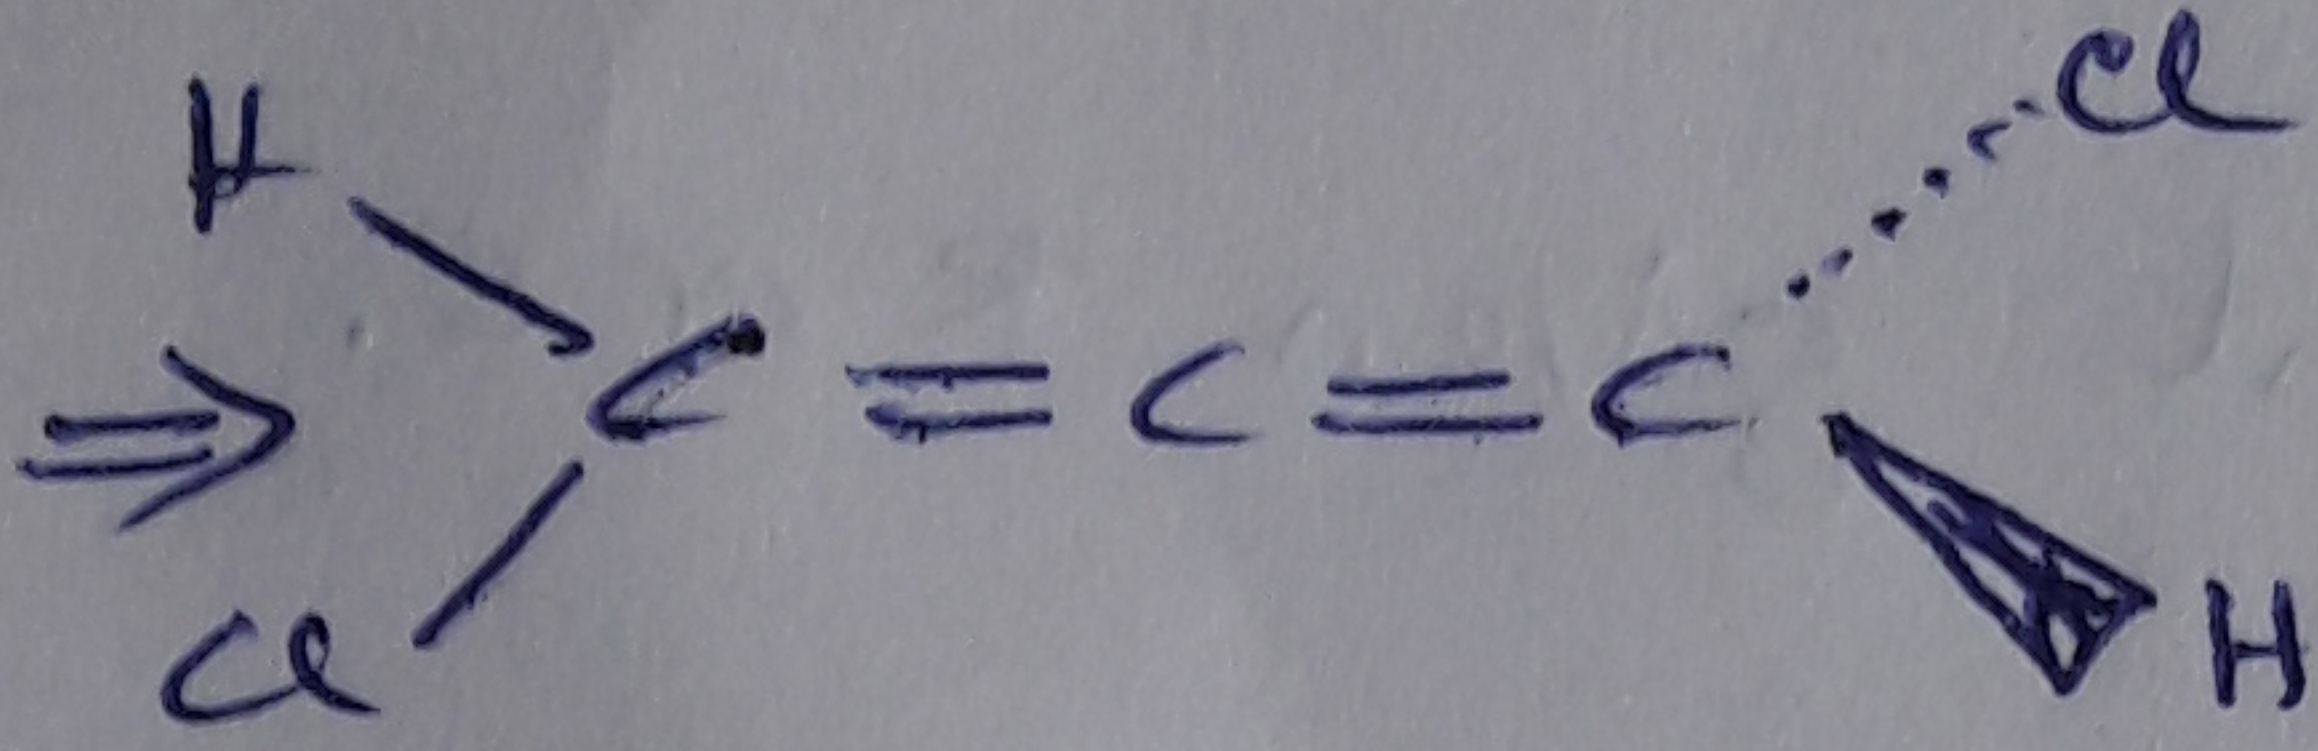 H Cl
⇒ C = C = C
Cl H